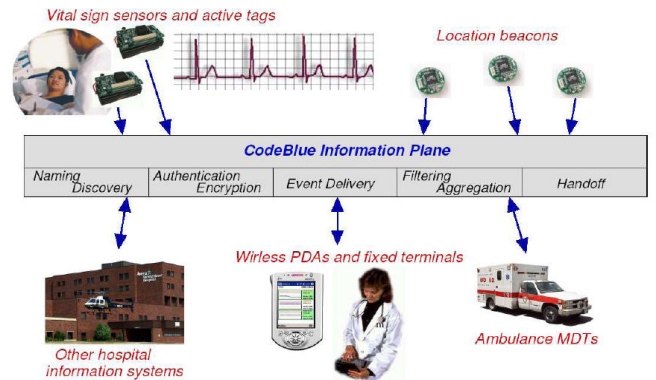 Vital sign sensors and active tags
Location beacons
CodeBlue Information Plane
Naming
Discovery
Authentication
Encryption
Event Delivery
Filtering
Aggregation
Handoff
Wirless PDAs and fixed terminals
Other hospital
information systems
Ambulance MDTs